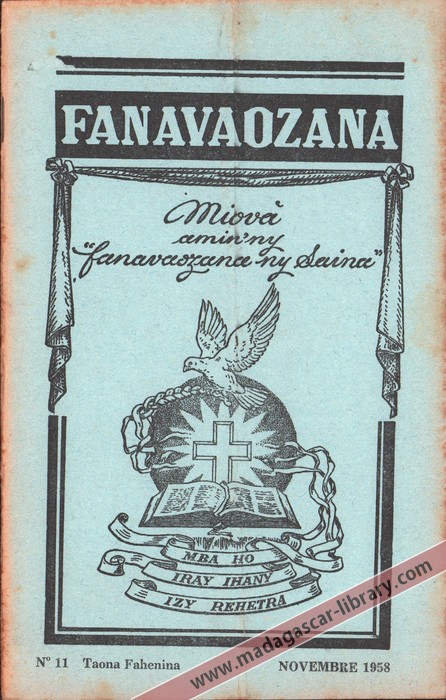 FANAVAOZANA
Miovà
amin'ny
"fanavaozana ny Saina"
MBA HO
IRAY IHANY
IZY REHETRA
Nº 11 Taona Fahenina NOVEMBRE 1958
www.madagascar-library.com